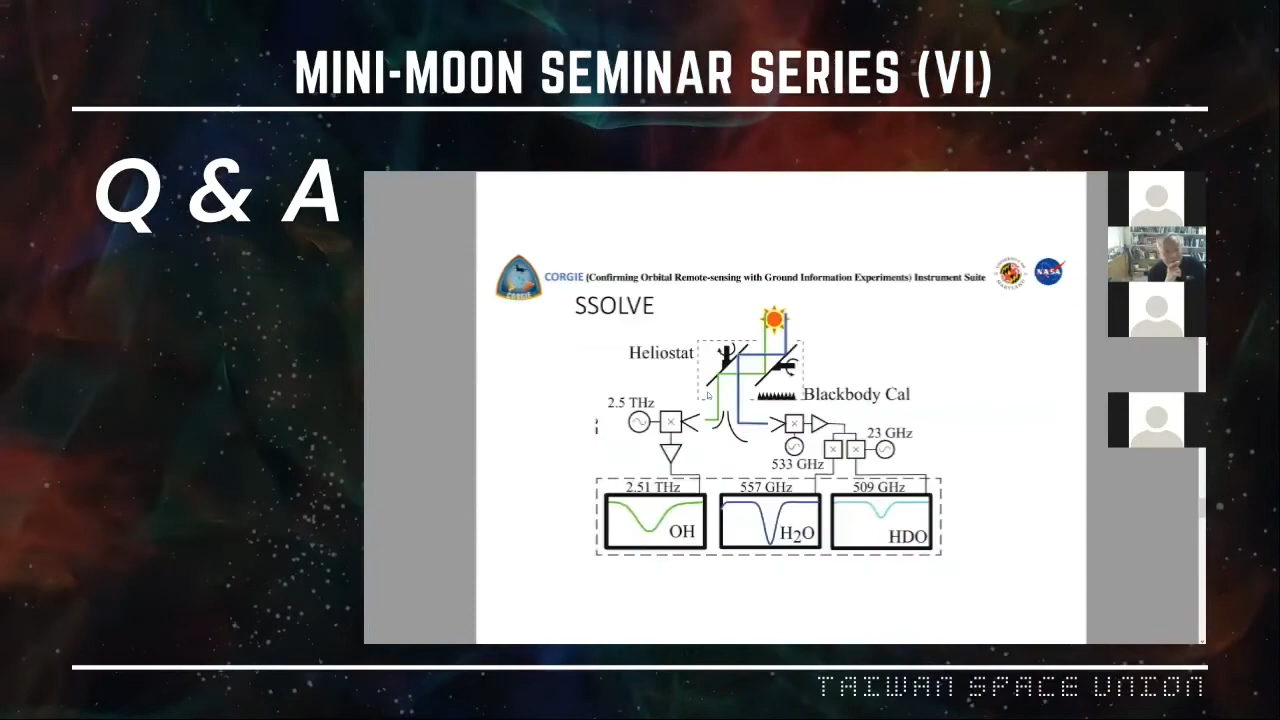 MINI-MOON SEMINAR SERIES (VI)
Q & A
CORGIE (Confirming Orbital Remote-sensing with Ground Information Experiments) Instrument Suite
CORGIE
NASA
SSOLVE
Heliostat
Blackbody Cal
2.5 THz
23 GHz
533 GHz
2.51 THz
557 GHz
509 GHz
OH
H2O
HDO
TAIWAN SPACE UNION